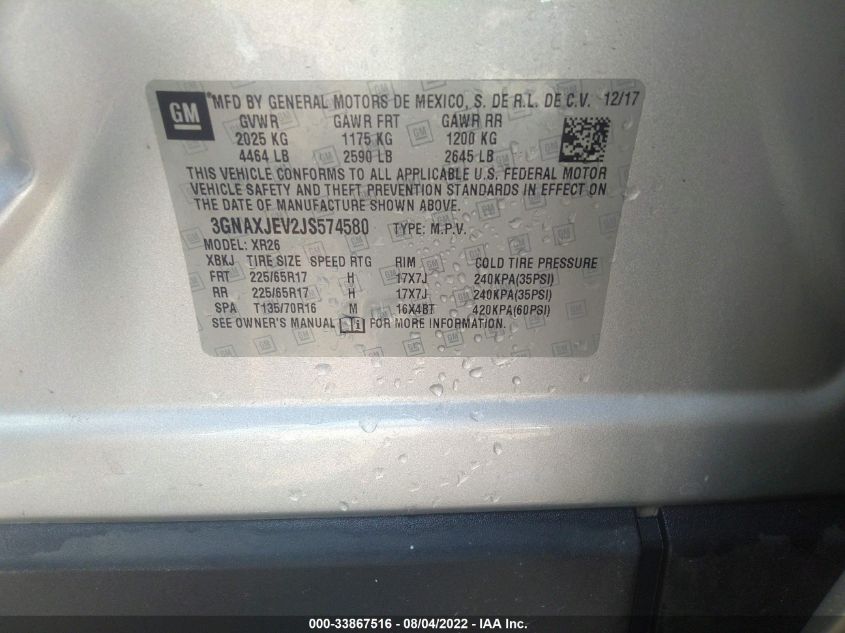 GM MFD BY GENERAL MOTORS DE MEXICO, S. DE R.L. DE C.V. 12/17
GVWR GAWR FRT GAWR RR
2025 KG 1175 KG 1200 KG
4464 LB 2590 LB 2645 LB
THIS VEHICLE CONFORMS TO ALL APPLICABLE U.S. FEDERAL MOTOR
VEHICLE SAFETY AND THEFT PREVENTION STANDARDS IN EFFECT ON
THE DATE OF MANUFACTURE SHOWN ABOVE.
3GNAXJEV2JS574580 TYPE: M.P.V.
MODEL: XR26
XBKJ TIRE SIZE SPEED RTG RIM COLD TIRE PRESSURE
FRT 225/65R17 H 17X7J 240KPA(35PSI)
RR 225/65R17 H 17X7J 240KPA(35PSI)
SPA T135/70R16 M 16X4BT 420KPA(60PSI)
SEE OWNER'S MANUAL i FOR MORE INFORMATION.
000-33867516 - 08/04/2022 - IAA Inc.